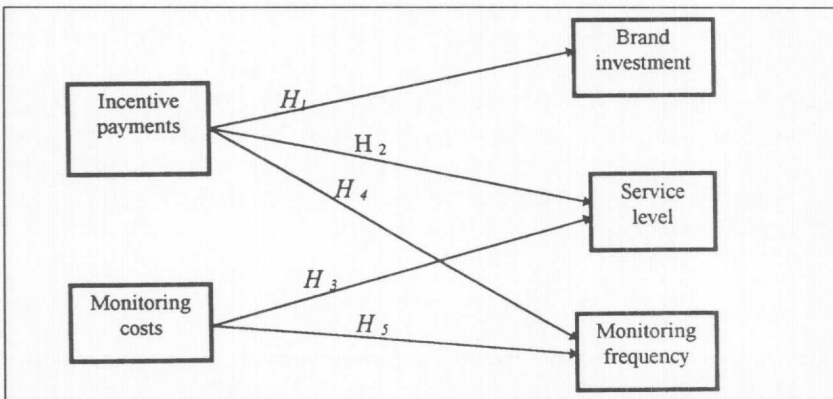 Brand
investment
Incentive
payments
H1
H 2
H 4
Service
level
H 3
Monitoring
costs
H 5
Monitoring
frequency